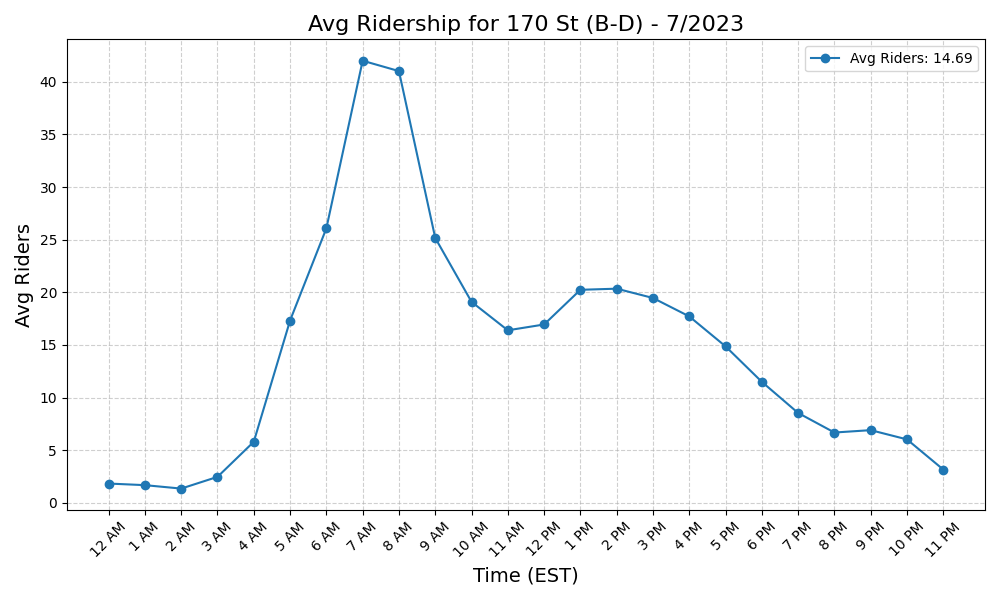 Avg Ridership for 170 St (B-D) - 7/2023
Avg Riders: 14.69
Avg Riders
40
35
30
25
20
15
10
5
0
12 AM
1 AM
2 AM
3 AM
4 AM
5 AM
6 AM
7 AM
8 AM
9 AM
10 AM
11 AM
12 PM
1 PM
2 PM
3 PM
4 PM
5 PM
6 PM
7 PM
8 PM
9 PM
10 PM
11 PM
Time (EST)